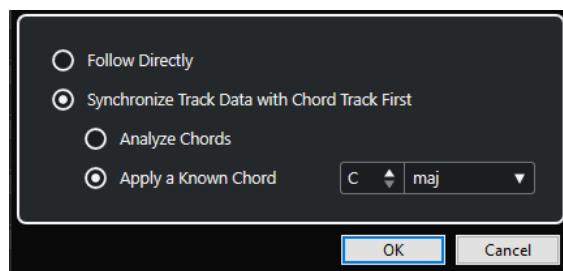 Follow Directly
Synchronize Track Data with Chord Track First
Analyze Chords
Apply a Known Chord C maj
OK Cancel